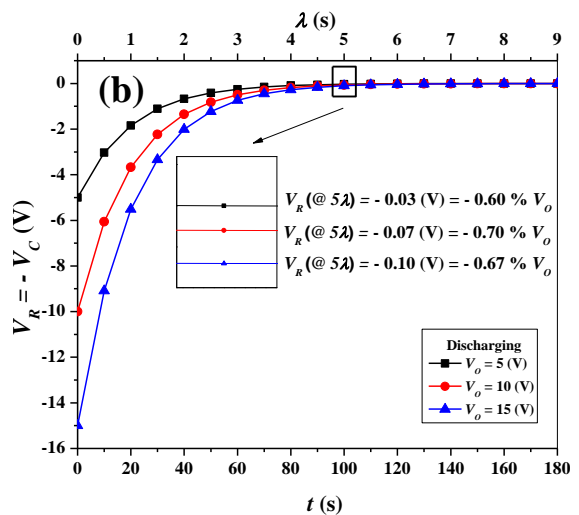 λ (s)
0 1 2 3 4 5 6 7 8 9
(b)
V_R = - V_C (V)
0
-2
-4
-6
-8
-10
-12
-14
-16
V_R (@ 5λ) = - 0.03 (V) = - 0.60 % V_O
V_R (@ 5λ) = - 0.07 (V) = - 0.70 % V_O
V_R (@ 5λ) = - 0.10 (V) = - 0.67 % V_O
Discharging
V_O = 5 (V)
V_O = 10 (V)
V_O = 15 (V)
0 20 40 60 80 100 120 140 160 180
t (s)